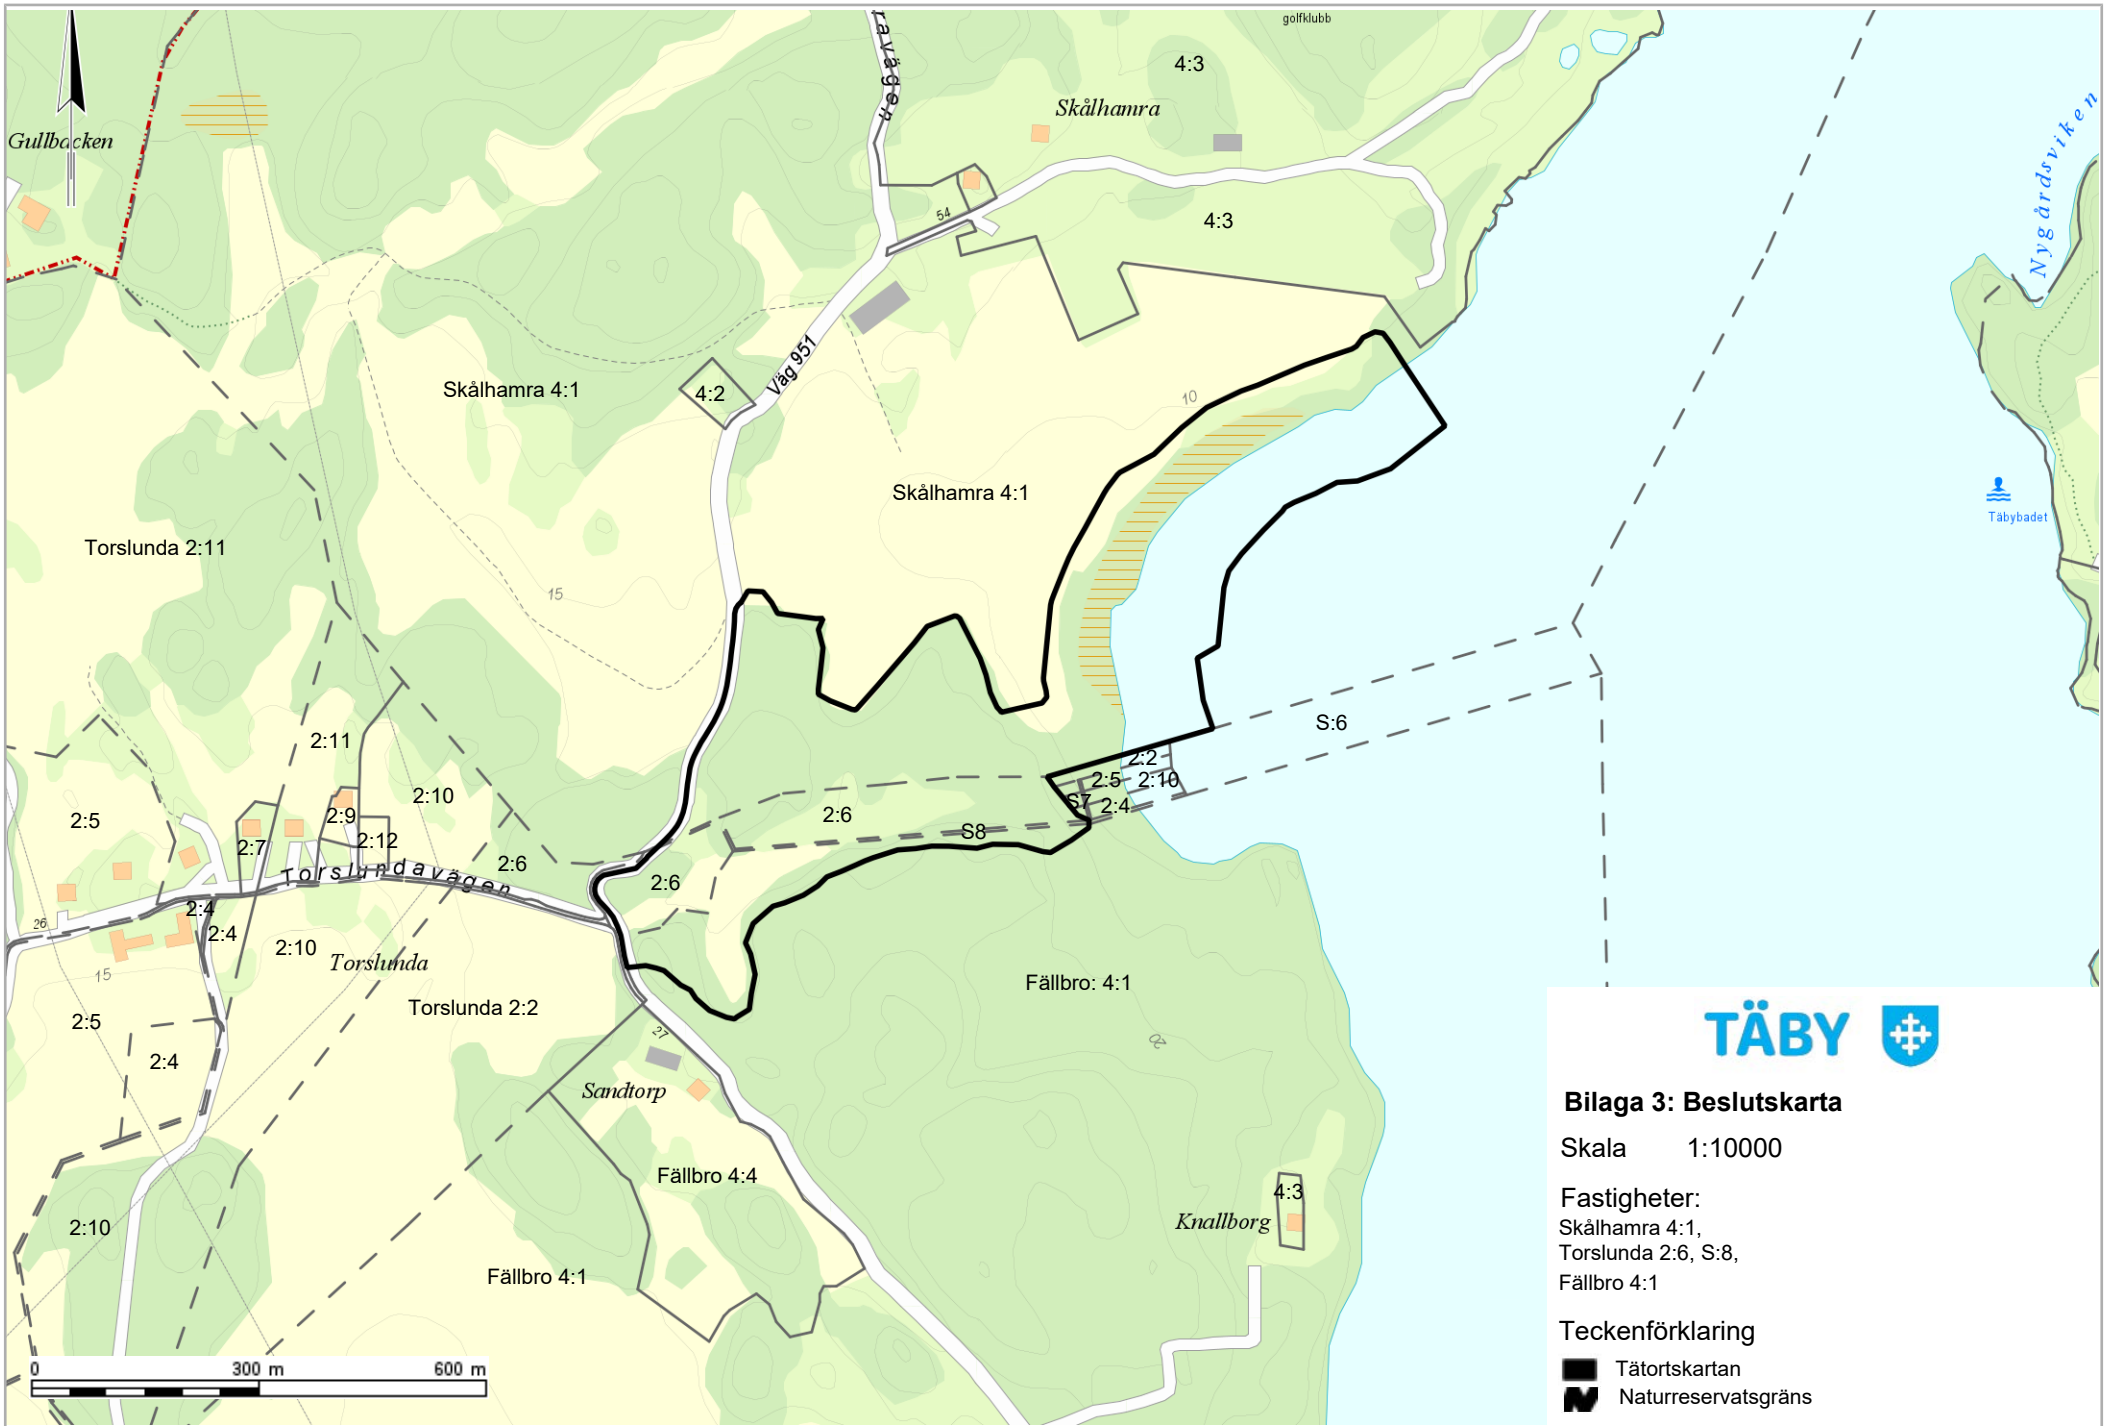 golfklubb
ravägen
4:3
Skålhamra
Gullbacken
Nygårdsviken
54
4:3
Väg 951
Skålhamra 4:1
4:2
10
Skålhamra 4:1
Täbybadet
Torslunda 2:11
15
S:6
2:11
2:2
2:5
2:10
2:10
S7
2:4
2:6
2:9
2:5
S8
2:12
2:7
2:6
Torslundavägen
2:6
2:4
26
2:4
2:10
Torslunda
15
Fällbro: 4:1
Torslunda 2:2
2:5
27
20
2:4
Sandtorp
Fällbro 4:4
4:3
Knallborg
2:10
Fällbro 4:1
0 300 m 600 m
TÄBY
Bilaga 3: Beslutskarta
Skala 1:10000
Fastigheter:
Skålhamra 4:1,
Torslunda 2:6, S:8,
Fällbro 4:1
Teckenförklaring
Tätortskartan
Naturreservatsgräns